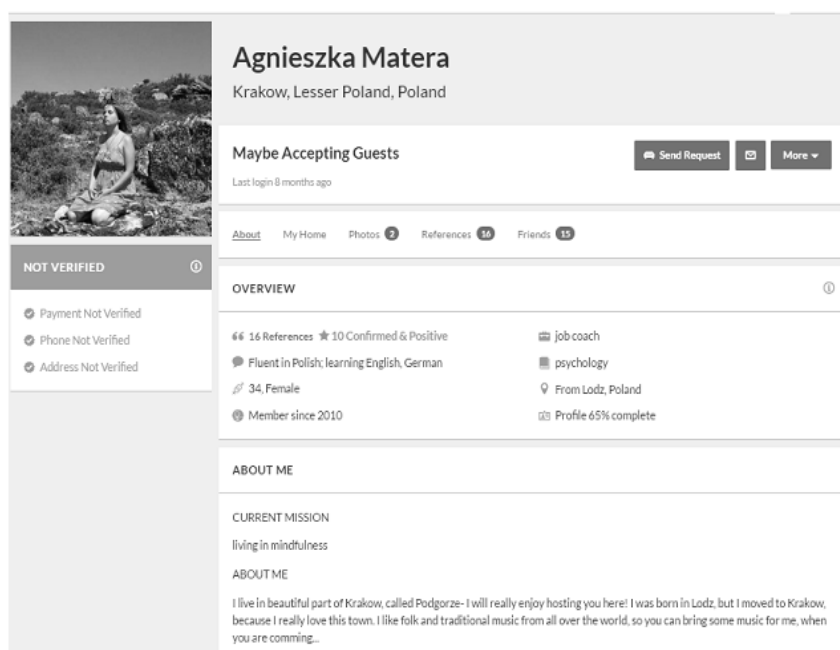 Agnieszka Matera
Krakow, Lesser Poland, Poland
Maybe Accepting Guests
Send Request
More
Last login 8 months ago
About My Home Photos 2 References 16 Friends 15
NOT VERIFIED
Payment Not Verified
Phone Not Verified
Address Not Verified
OVERVIEW
16 References 10 Confirmed & Positive
job coach
Fluent in Polish; learning English, German
psychology
34, Female
From Lodz, Poland
Member since 2010
Profile 65% complete
ABOUT ME
CURRENT MISSION
living in mindfulness
ABOUT ME
I live in beautiful part of Krakow, called Podgorze- I will really enjoy hosting you here! I was born in Lodz, but I moved to Krakow,
because I really love this town. I like folk and traditional music from all over the world, so you can bring some music for me, when
you are comming...